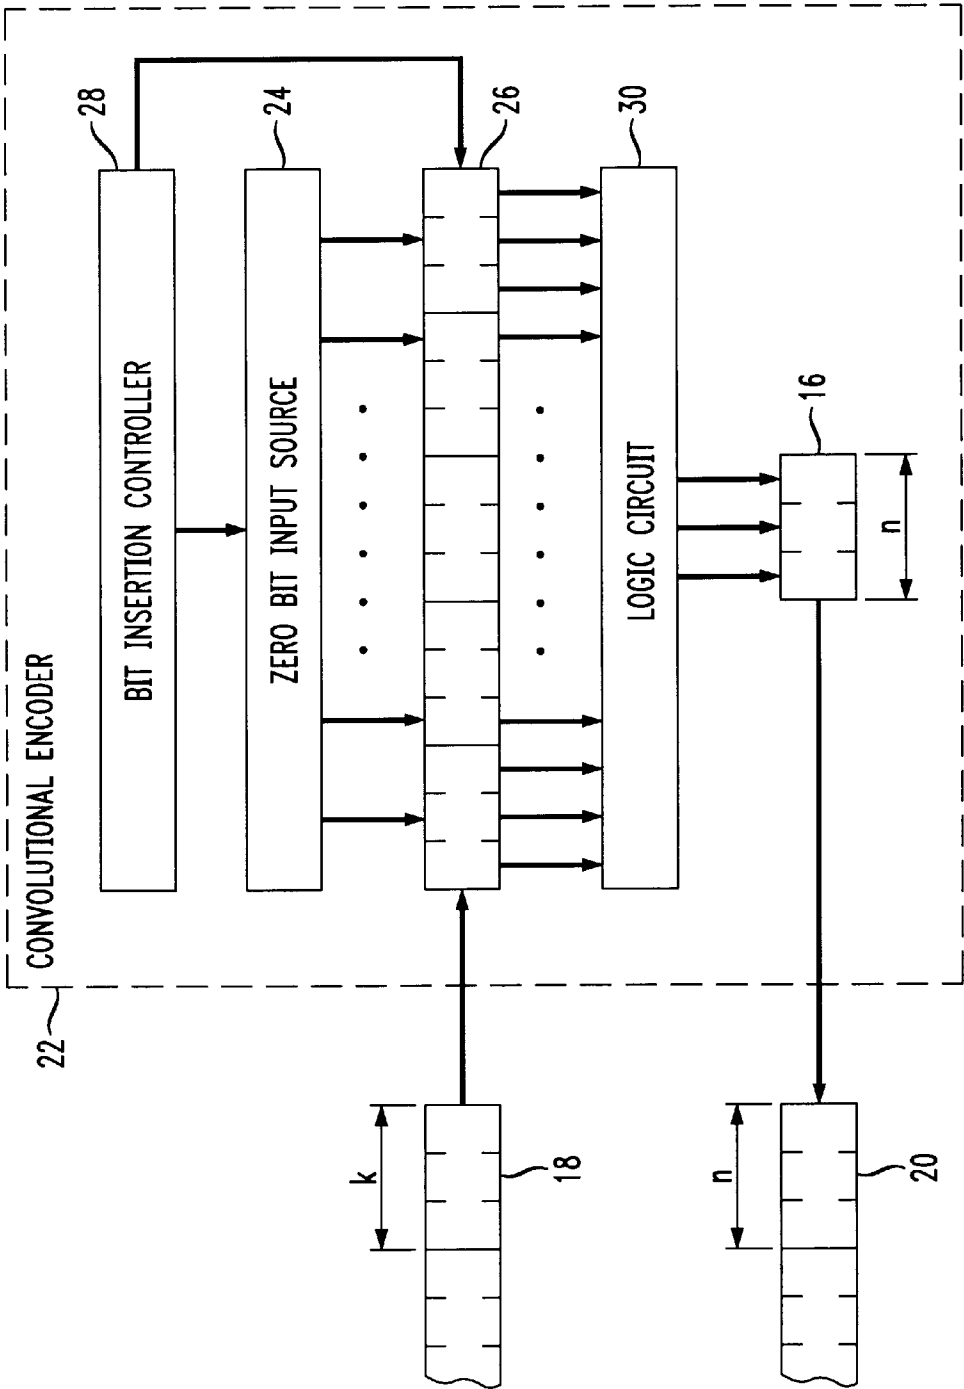 CONVOLUTIONAL ENCODER
22
BIT INSERTION CONTROLLER
28
ZERO BIT INPUT SOURCE
24
26
LOGIC CIRCUIT
30
k
18
16
n
n
20